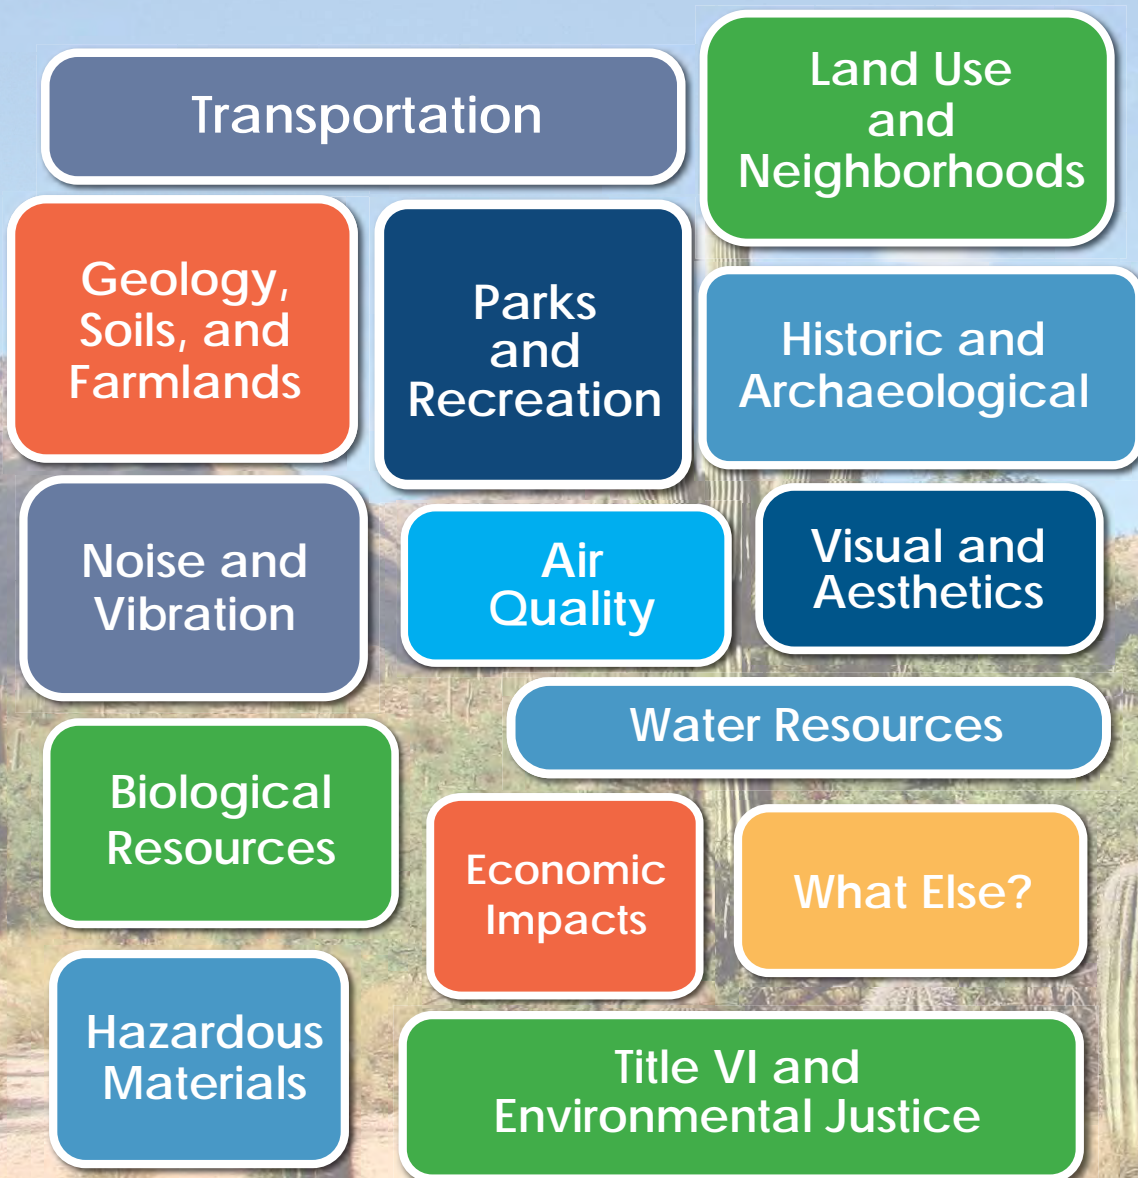 Transportation
Land Use
and
Neighborhoods
Geology,
Soils, and
Farmlands
Parks
and
Recreation
Historic and
Archaeological
Noise and
Vibration
Air
Quality
Visual and
Aesthetics
Water Resources
Biological
Resources
Economic
Impacts
What Else?
Hazardous
Materials
Title VI and
Environmental Justice